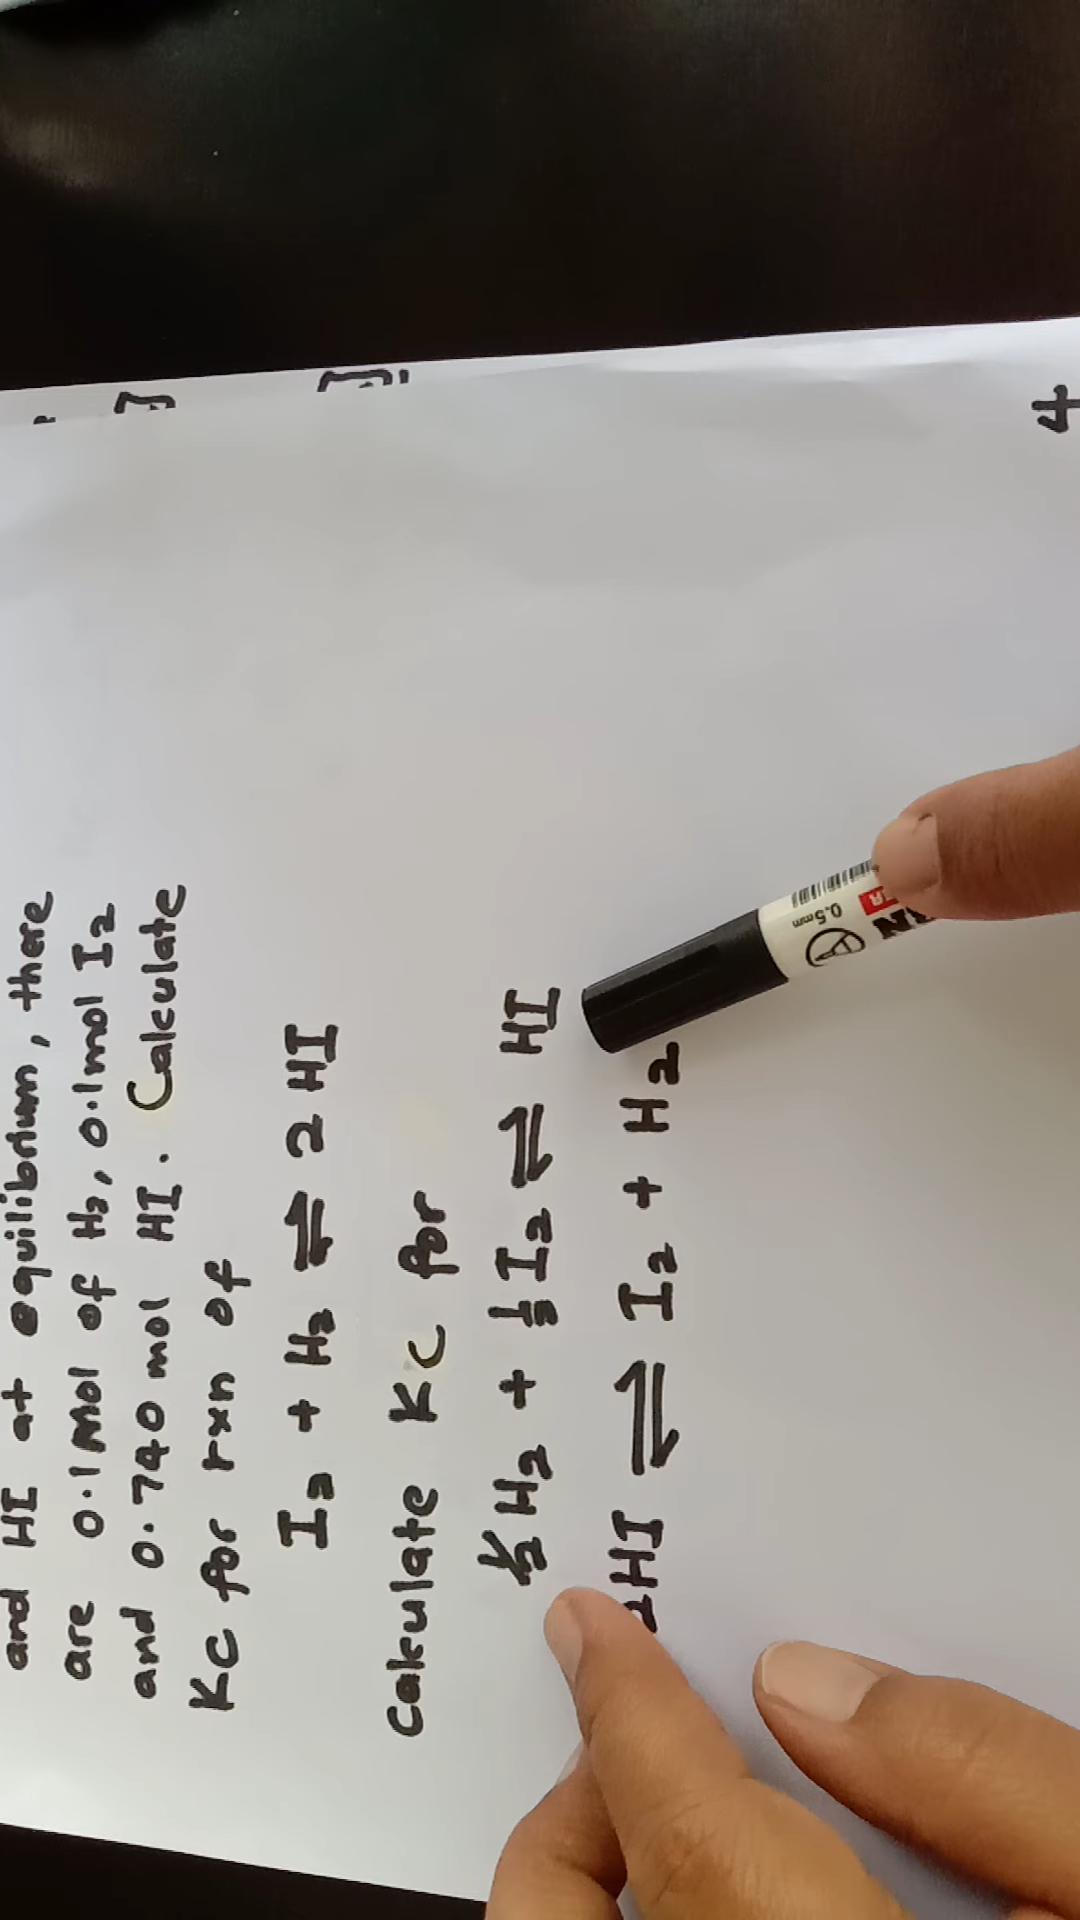 and HI at equilibrium, there
are 0.1 mol of H₂, 0.1mol I₂
and 0.740 mol HI. Calculate
Kc for rxn of
I₂ + H₂ ⇌ 2 HI
Calculate Kc for
½ H₂ + ½ I₂ ⇌ HI
2HI ⇌ I₂ + H₂
0.5mm
4